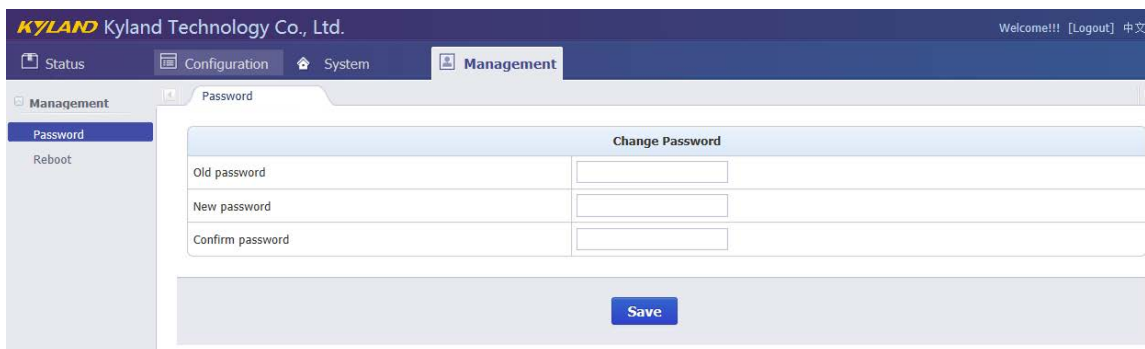 KYLAND Kyland Technology Co., Ltd.
Welcome!!! [Logout] 中文
Status Configuration System Management
Management
Password
Reboot
Password
Change Password
Old password
New password
Confirm password
Save